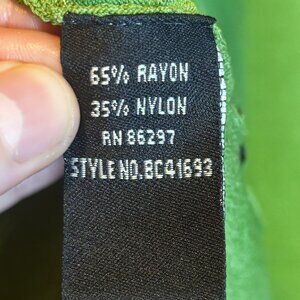 65% RAYON
35% NYLON
RN 86297
STYLE NO.BC41693